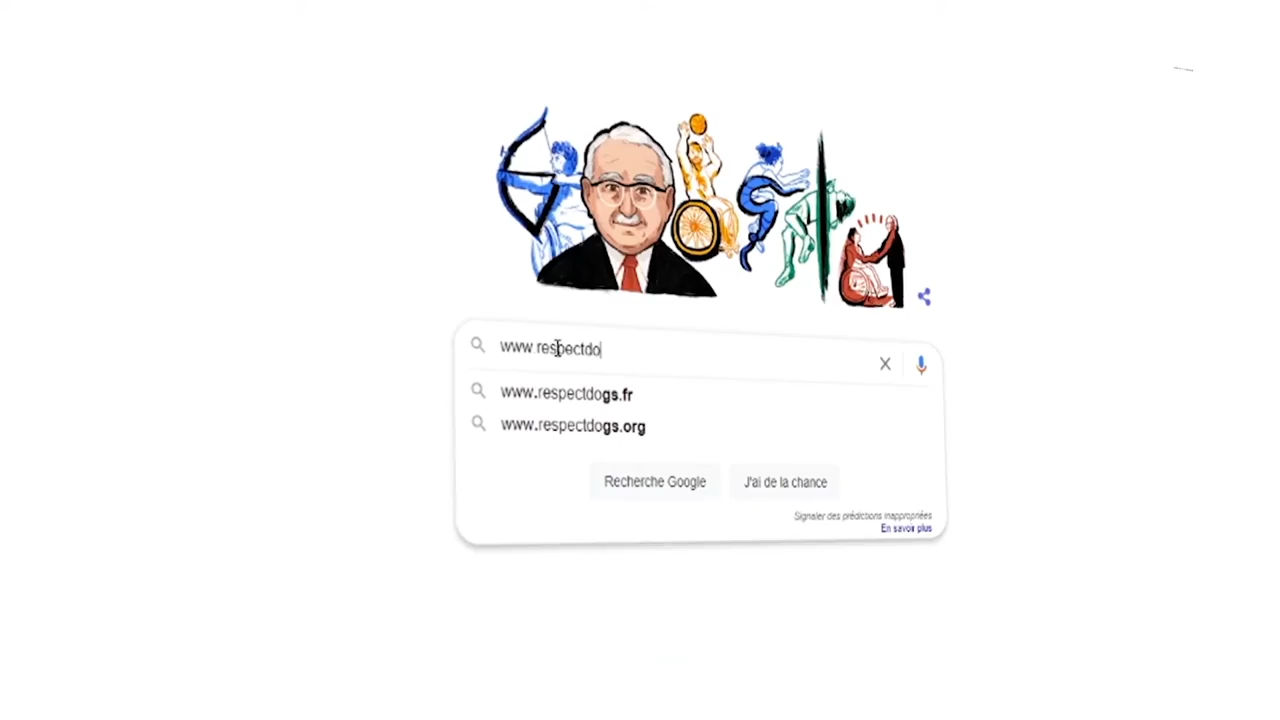 www.respectdo
www.respectdogs.fr
www.respectdogs.org
Recherche Google
J'ai de la chance
Signaler des prédictions inappropriées
En savoir plus